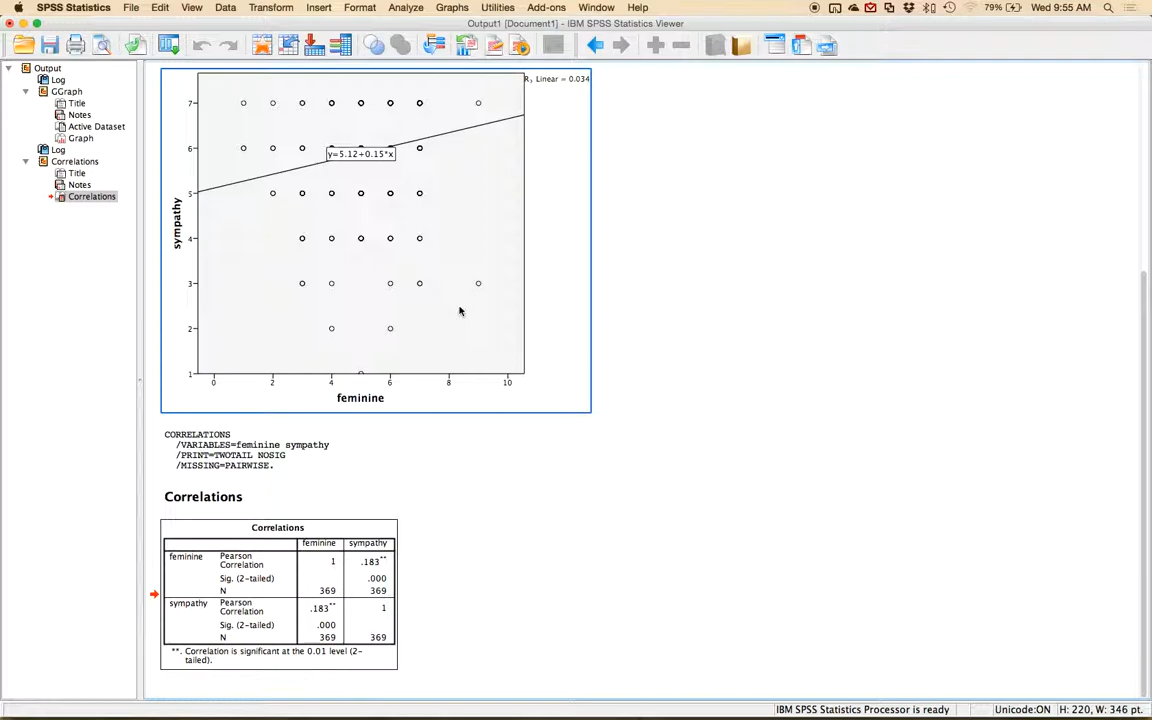 SPSS Statistics File Edit View Data Transform Insert Format Analyze Graphs Utilities Add-ons Window Help 79% Wed 9:55 AM
Output1 [Document1] - IBM SPSS Statistics Viewer
Output
Log
GGraph
Title
Notes
Active Dataset
Graph
Log
Correlations
Title
Notes
Correlations
R, Linear = 0.034
7
6
5
4
3
2
1
sympathy
y=5.12+0.15*x
0 2 4 6 8 10
feminine
CORRELATIONS
/VARIABLES=feminine sympathy
/PRINT=TWOTAIL NOSIG
/MISSING=PAIRWISE.
Correlations
Correlations
feminine sympathy
feminine Pearson Correlation 1 .183**
Sig. (2-tailed) .000
N 369 369
sympathy Pearson Correlation .183** 1
Sig. (2-tailed) .000
N 369 369
**. Correlation is significant at the 0.01 level (2-
tailed).
IBM SPSS Statistics Processor is ready Unicode:ON H: 220, W: 346 pt.